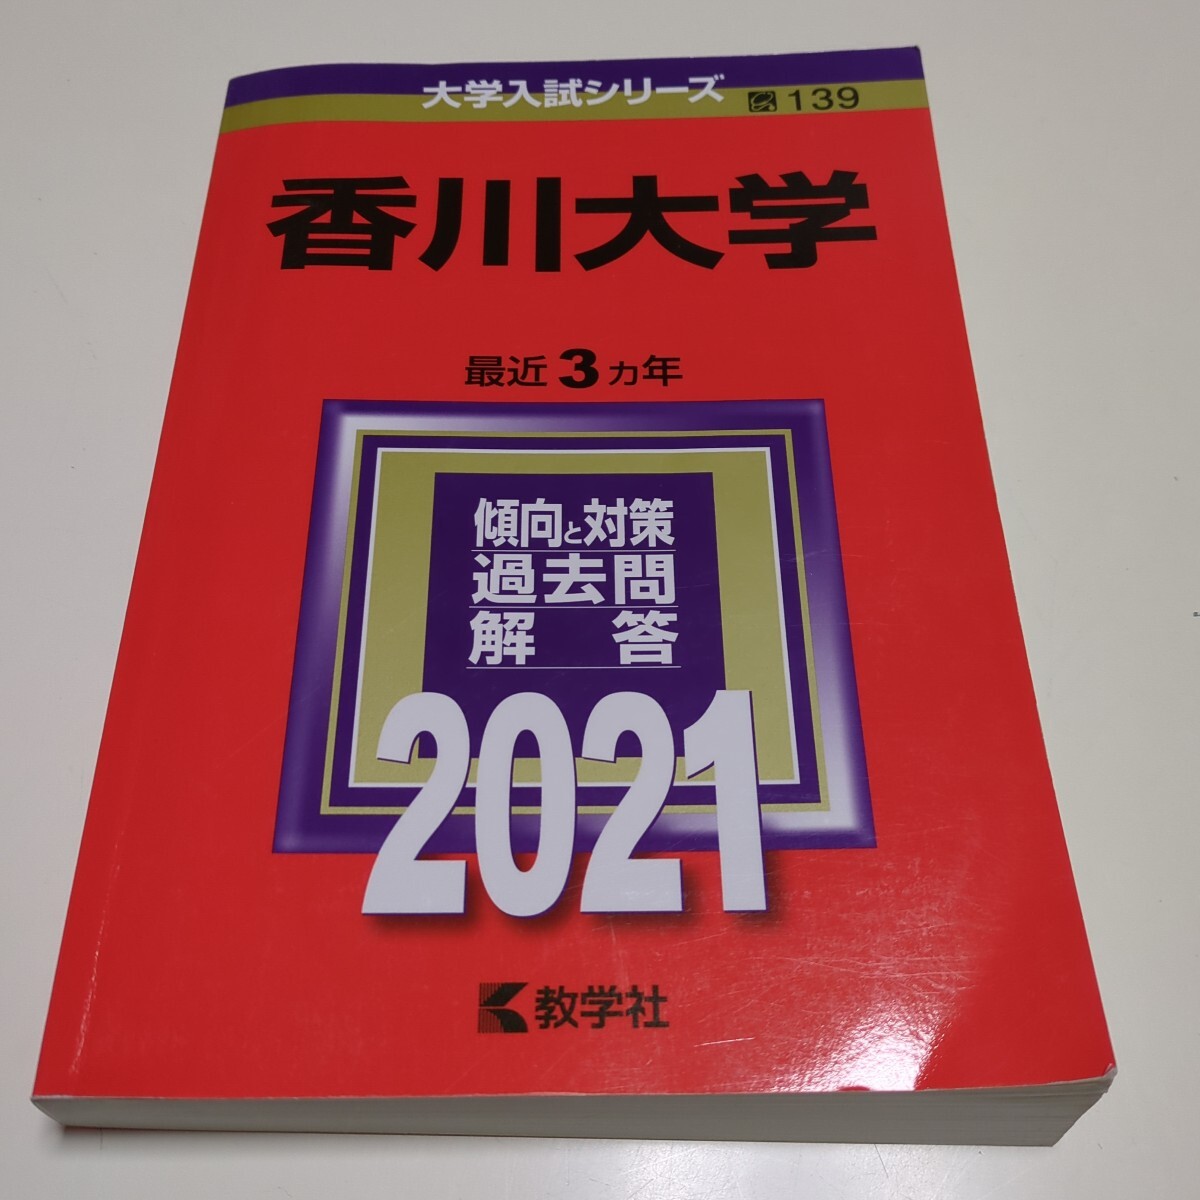 大学入試シリーズ 139
香川大学
最近3ヵ年
傾向と対策
過去問
解答
2021
教学社